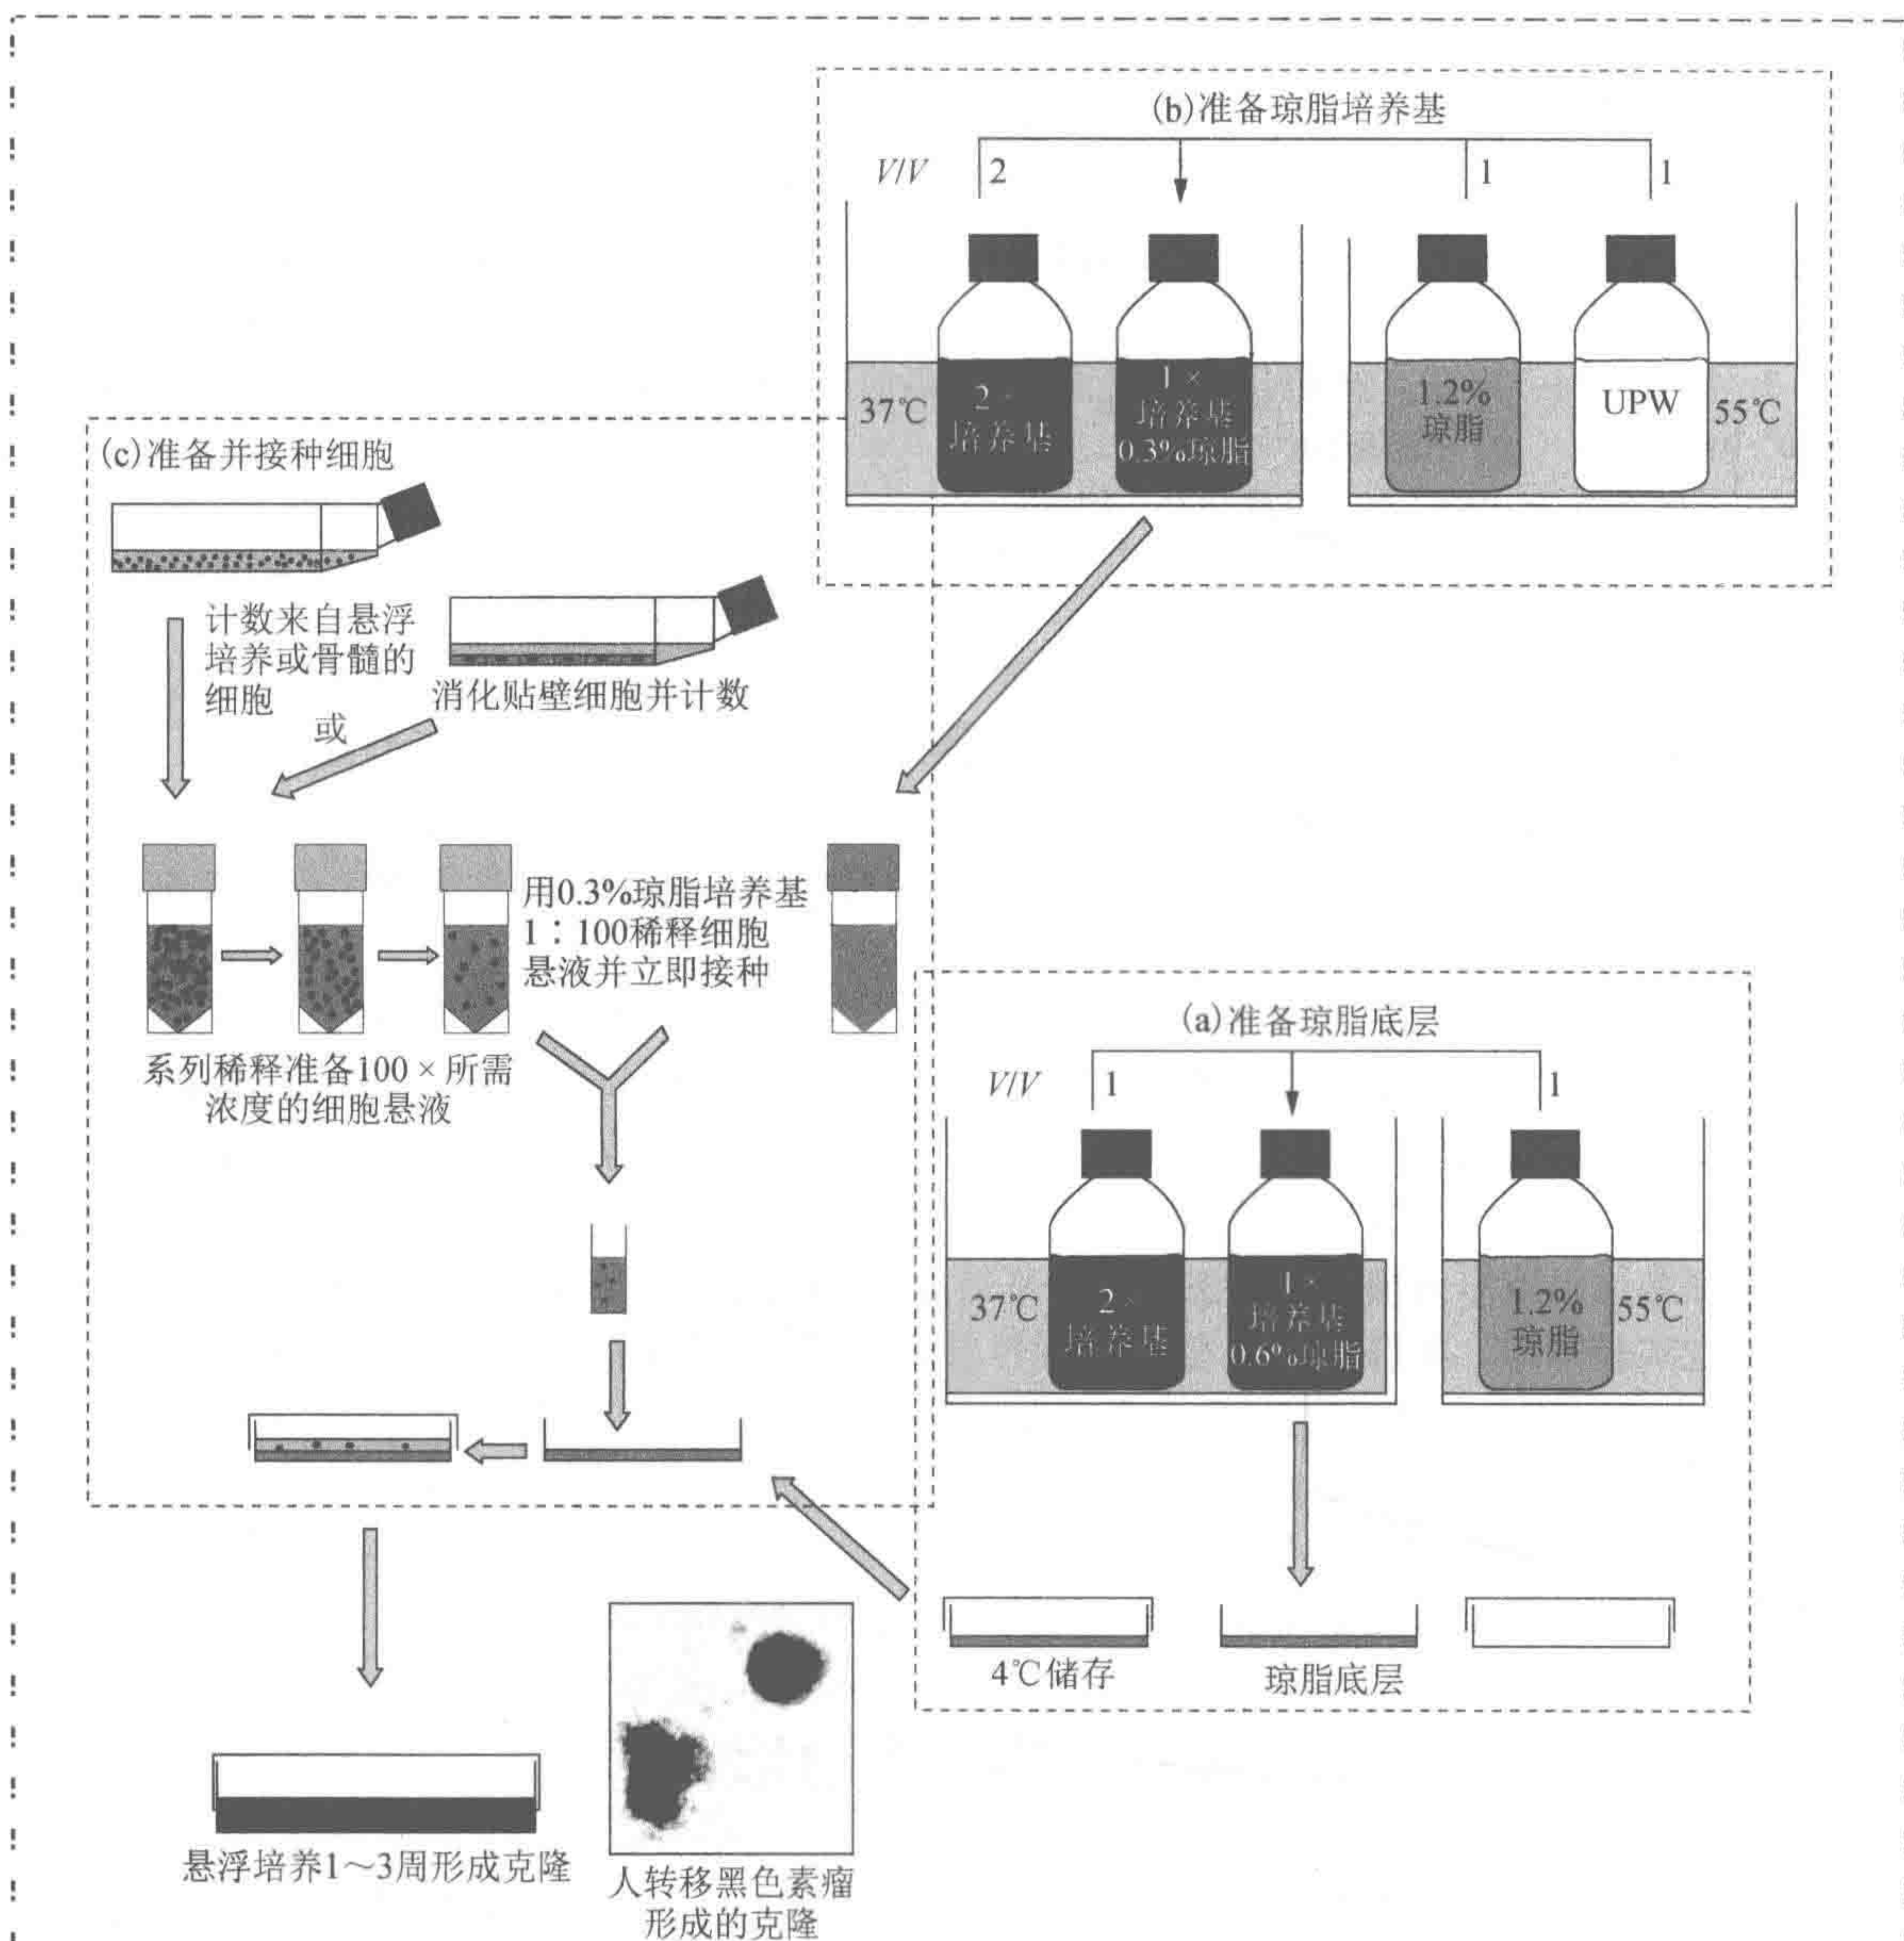 (b)准备琼脂培养基
V/V
2
1
1
37℃
2×
培养基
1×
培养基
0.3%琼脂
1.2%
琼脂
UPW
55℃
(c)准备并接种细胞
计数来自悬浮
培养或骨髓的
细胞
消化贴壁细胞并计数
或
用0.3%琼脂培养基
1∶100稀释细胞
悬液并立即接种
系列稀释准备100×所需
浓度的细胞悬液
(a)准备琼脂底层
V/V
1
1
37℃
2×
培养基
1×
培养基
0.6%琼脂
1.2%
琼脂
55℃
4℃储存
琼脂底层
悬浮培养1～3周形成克隆
人转移黑色素瘤
形成的克隆